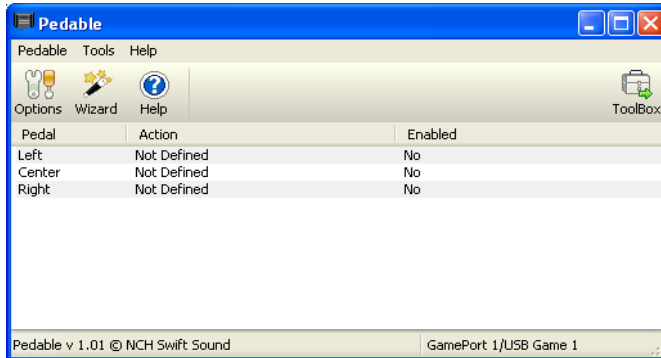 Pedable
Pedable Tools Help
Options Wizard Help ToolBox
Pedal Action Enabled
Left Not Defined No
Center Not Defined No
Right Not Defined No
Pedable v 1.01 © NCH Swift Sound GamePort 1/USB Game 1